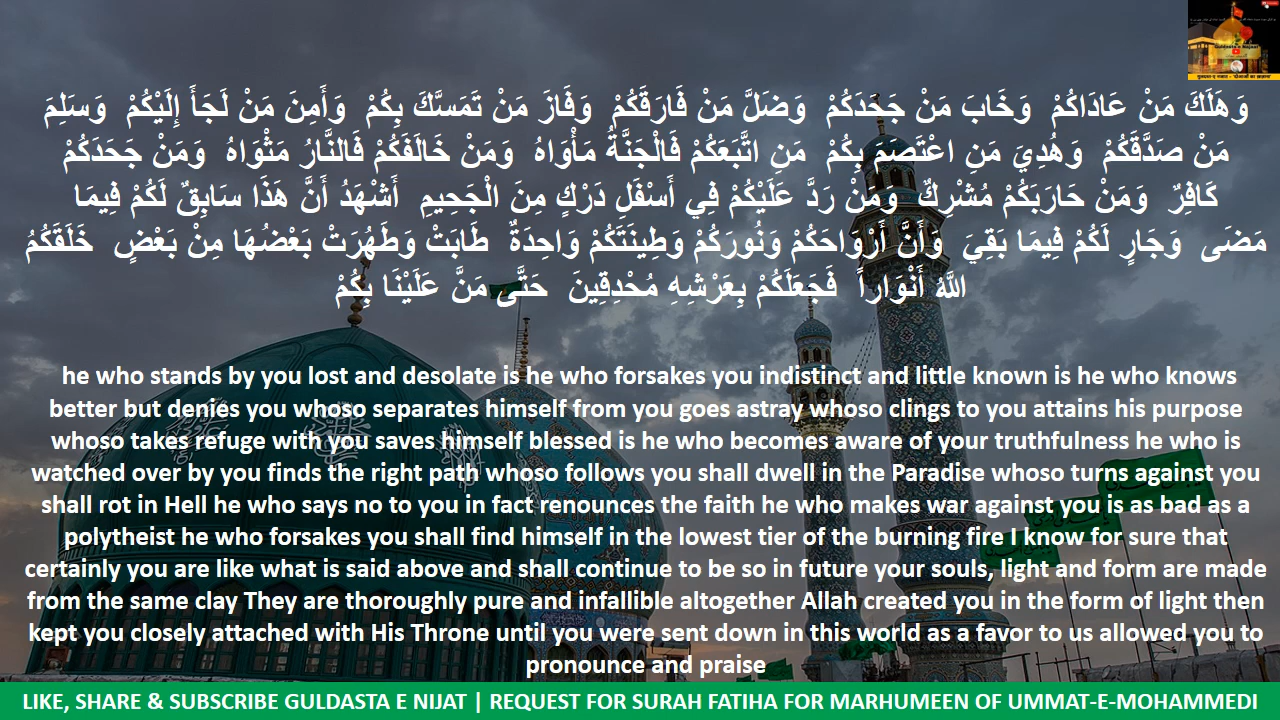 وَهَلَكَ مَنْ عَادَاكُمْ وَخَابَ مَنْ جَحَدَكُمْ وَضَلَّ مَنْ فَارَقَكُمْ وَفَازَ مَنْ تَمَسَّكَ بِكُمْ وَأَمِنَ مَنْ لَجَأَ إِلَيْكُمْ وَسَلِمَ
مَنْ صَدَّقَكُمْ وَهُدِيَ مَنِ اعْتَصَمَ بِكُمْ مَنِ اتَّبَعَكُمْ فَالْجَنَّةُ مَأْوَاهُ وَمَنْ خَالَفَكُمْ فَالنَّارُ مَثْوَاهُ وَمَنْ جَحَدَكُمْ
كَافِرٌ وَمَنْ حَارَبَكُمْ مُشْرِكٌ وَمَنْ رَدَّ عَلَيْكُمْ فِي أَسْفَلِ دَرْكٍ مِنَ الْجَحِيمِ أَشْهَدُ أَنَّ هَذَا سَابِقٌ لَكُمْ فِيمَا
مَضَى وَجَارٍ لَكُمْ فِيمَا بَقِيَ وَأَنَّ أَرْوَاحَكُمْ وَنُورَكُمْ وَطِينَتَكُمْ وَاحِدَةٌ طَابَتْ وَطَهُرَتْ بَعْضُهَا مِنْ بَعْضٍ خَلَقَكُمُ
اللَّهُ أَنْوَاراً فَجَعَلَكُمْ بِعَرْشِهِ مُحْدِقِينَ حَتَّى مَنَّ عَلَيْنَا بِكُمْ
he who stands by you lost and desolate is he who forsakes you indistinct and little known is he who knows
better but denies you whoso separates himself from you goes astray whoso clings to you attains his purpose
whoso takes refuge with you saves himself blessed is he who becomes aware of your truthfulness he who is
watched over by you finds the right path whoso follows you shall dwell in the Paradise whoso turns against you
shall rot in Hell he who says no to you in fact renounces the faith he who makes war against you is as bad as a
polytheist he who forsakes you shall find himself in the lowest tier of the burning fire I know for sure that
certainly you are like what is said above and shall continue to be so in future your souls, light and form are made
from the same clay They are thoroughly pure and infallible altogether Allah created you in the form of light then
kept you closely attached with His Throne until you were sent down in this world as a favor to us allowed you to
pronounce and praise
LIKE, SHARE & SUBSCRIBE GULDASTA E NIJAT | REQUEST FOR SURAH FATIHA FOR MARHUMEEN OF UMMAT-E-MOHAMMEDI